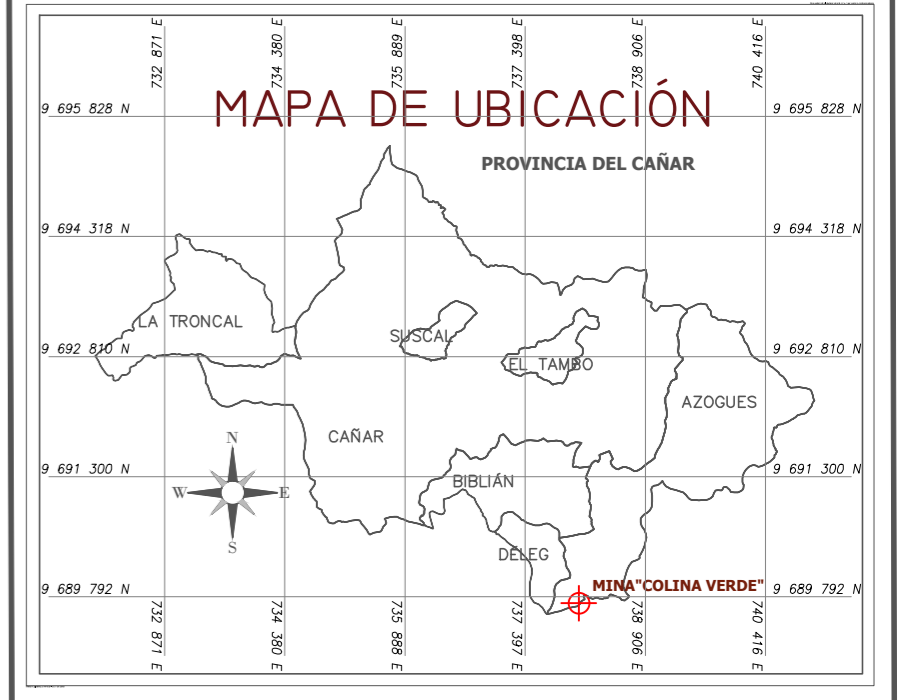 732 871 E
734 380 E
735 889 E
737 398 E
738 906 E
740 416 E
9 695 828 N
MAPA DE UBICACIÓN
9 695 828 N
PROVINCIA DEL CAÑAR
9 694 318 N
9 694 318 N
LA TRONCAL
SUSCAL
9 692 810 N
EL TAMBO
9 692 810 N
AZOGUES
CAÑAR
N
9 691 300 N
BIBLIÁN
9 691 300 N
W
E
S
DÉLEG
9 689 792 N
MINA"COLINA VERDE"
9 689 792 N
732 871 E
734 380 E
735 888 E
737 397 E
738 906 E
740 416 E